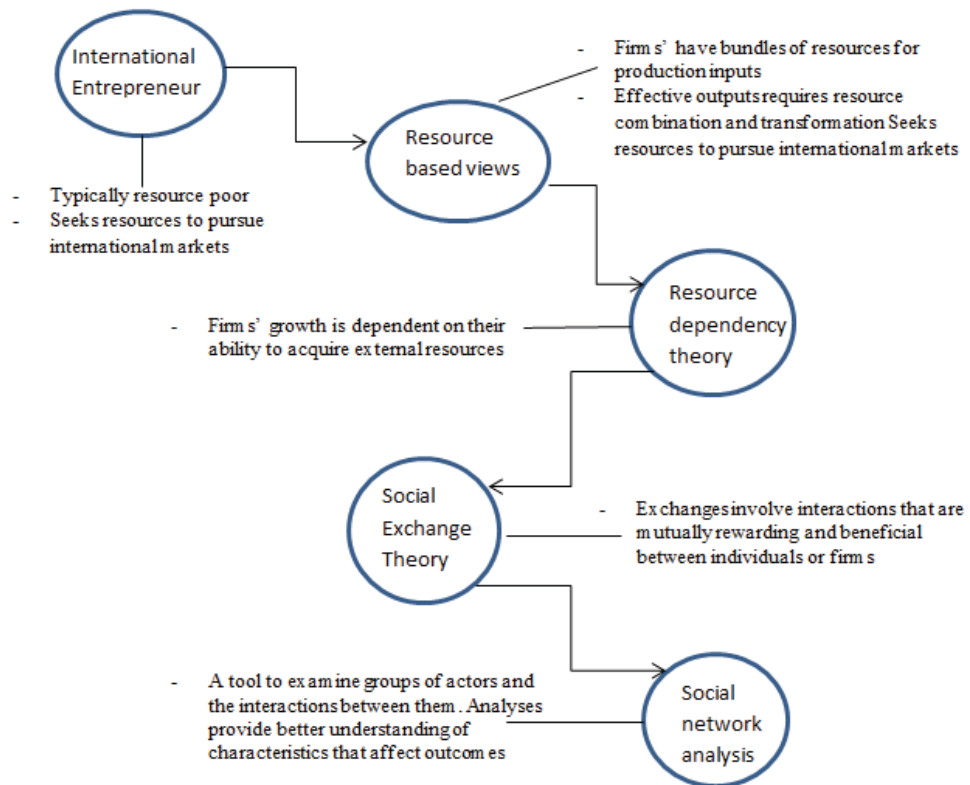 International
Entrepreneur
- Typically resource poor
- Seeks resources to pursue
international markets
Resource
based views
- Firms’ have bundles of resources for
production inputs
- Effective outputs requires resource
combination and transformation Seeks
resources to pursue international markets
Resource
dependency
theory
- Firms’ growth is dependent on their
ability to acquire external resources
Social
Exchange
Theory
- Exchanges involve interactions that are
mutually rewarding and beneficial
between individuals or firms
Social
network
analysis
- A tool to examine groups of actors and
the interactions between them. Analyses
provide better understanding of
characteristics that affect outcomes